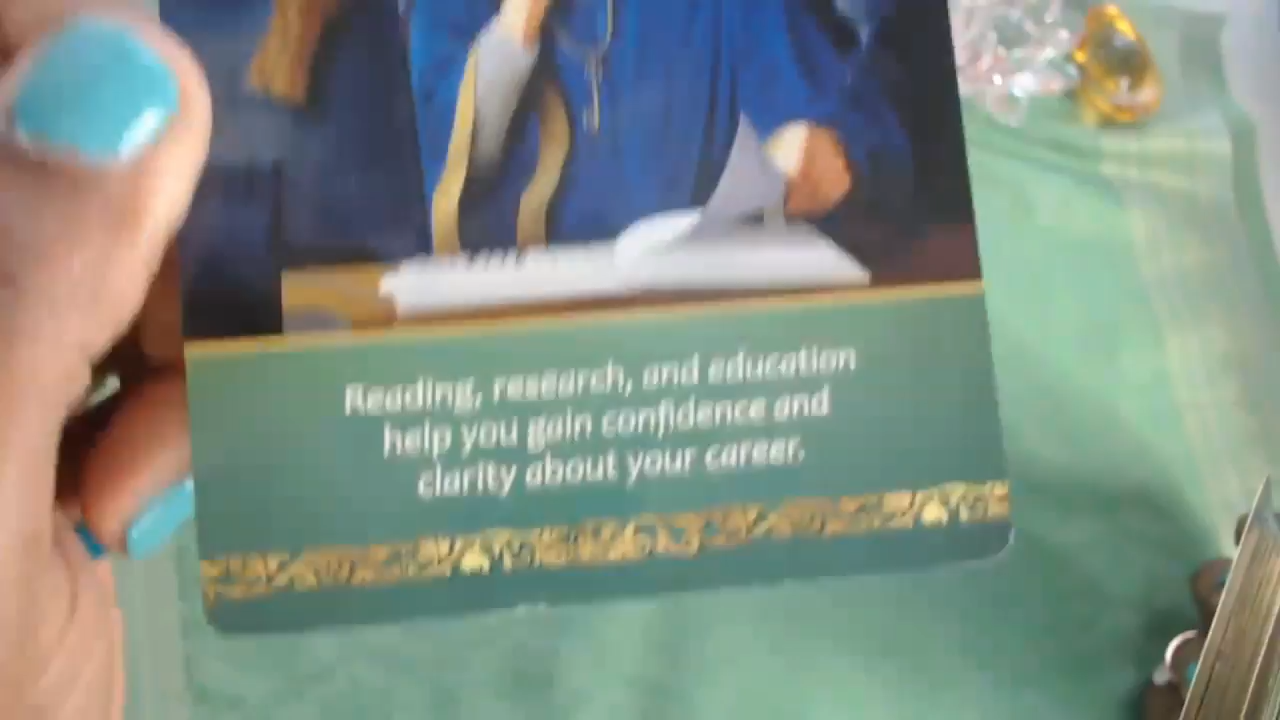 Reading, research, and education
help you gain confidence and
clarity about your career.